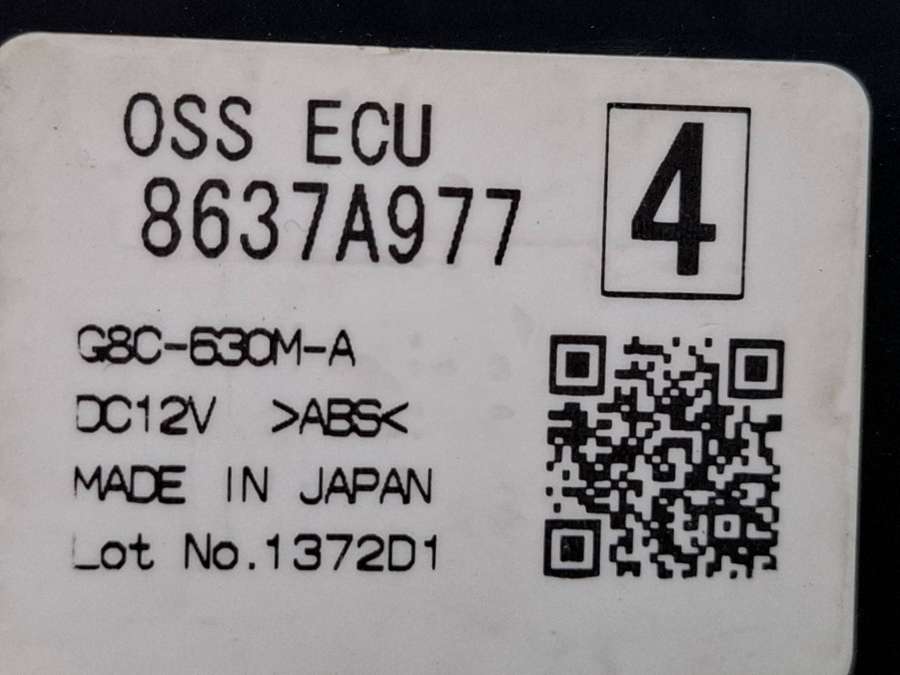 OSS ECU
8637A977
4
G8C-630M-A
DC12V >ABS<
MADE IN JAPAN
Lot No.1372D1